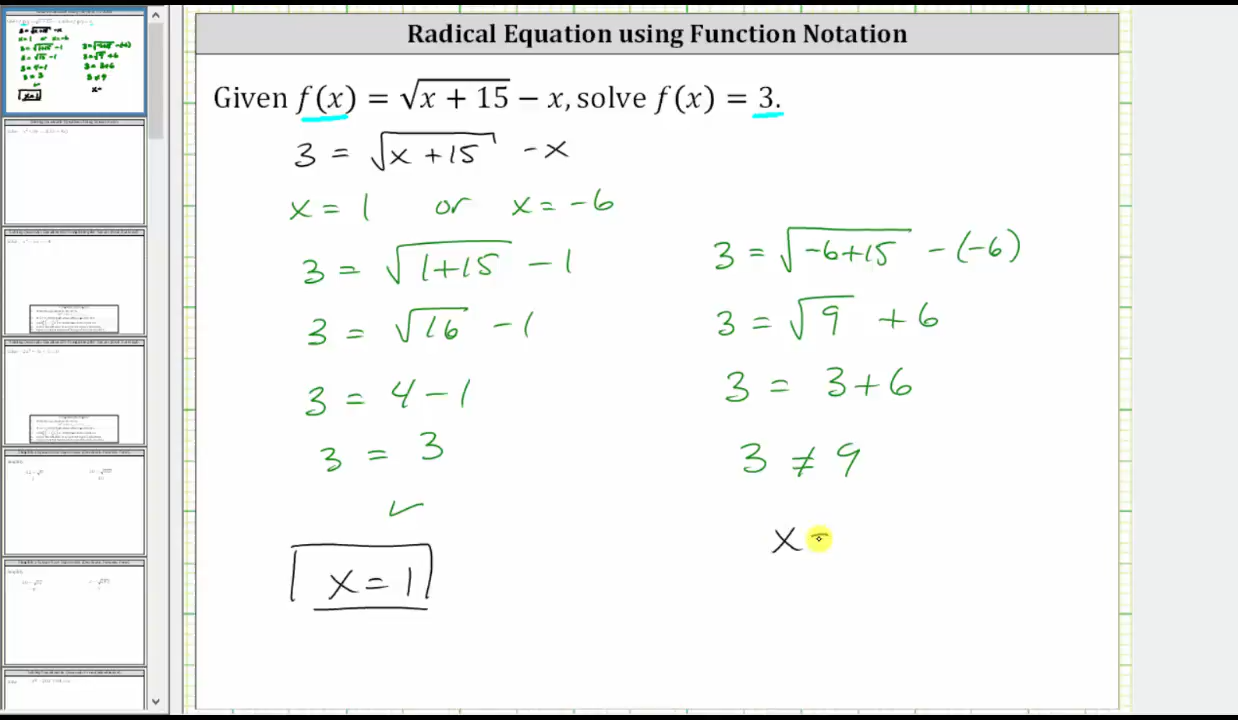 Radical Equation using Function Notation
Given f(x) = √x + 15 − x, solve f(x) = 3.
3 = √x + 15 - x
x = 1 or x = -6
3 = √1+15 - 1
3 = √16 - 1
3 = 4 - 1
3 = 3
✓
x = 1
3 = √-6+15 - (-6)
3 = √9 + 6
3 = 3+6
3 ≠ 9
x -